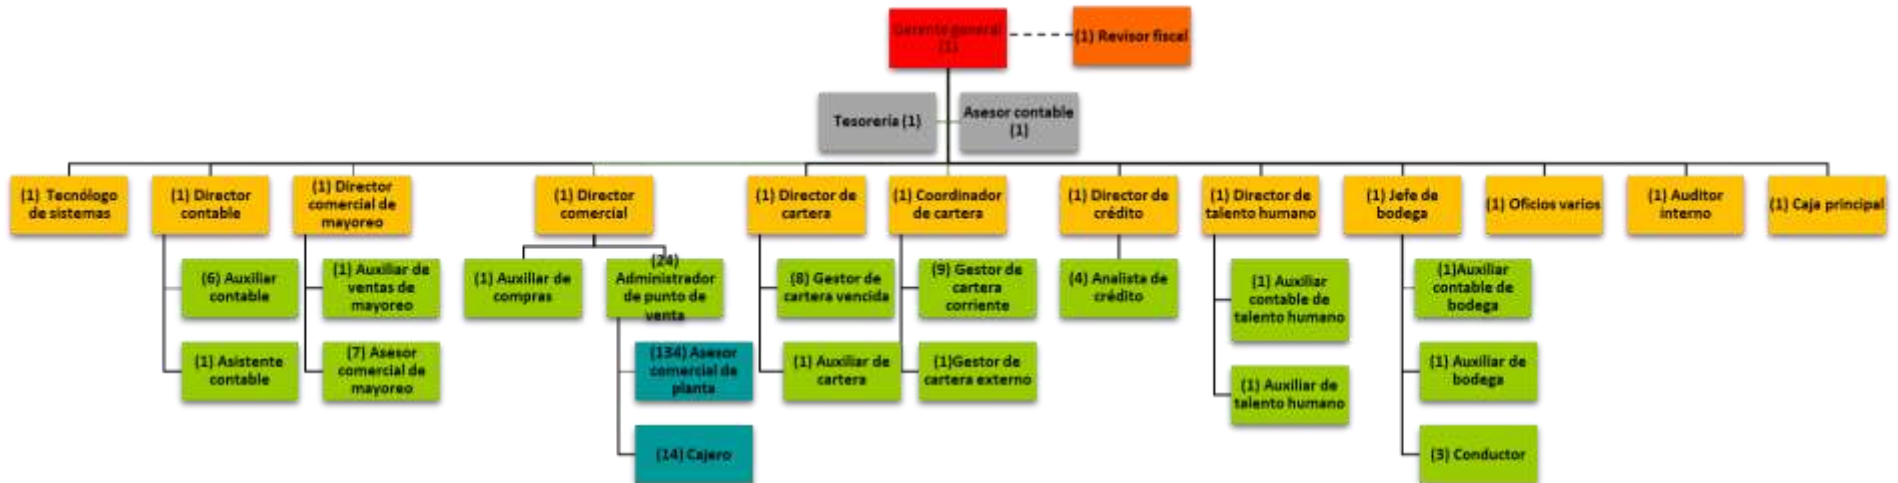 Gerente general
(1)
(1) Revisor fiscal
Tesorería (1)
Asesor contable
(1)
(1) Tecnólogo
de sistemas
(1) Director
contable
(1) Director
comercial de
mayoreo
(1) Director
comercial
(1) Director de
cartera
(1) Coordinador
de cartera
(1) Director de
crédito
(1) Director de
talento humano
(1) Jefe de
bodega
(1) Oficios varios
(1) Auditor
interno
(1) Caja principal
(6) Auxiliar
contable
(1) Auxiliar de
ventas de
mayoreo
(1) Auxiliar de
compras
(24)
Administrador
de punto de
venta
(8) Gestor de
cartera vencida
(9) Gestor de
cartera
corriente
(4) Analista de
crédito
(1) Auxiliar
contable de
talento humano
(1)Auxiliar
contable de
bodega
(1) Asistente
contable
(7) Asesor
comercial de
mayoreo
(134) Asesor
comercial de
planta
(1) Auxiliar de
cartera
(1)Gestor de
cartera externo
(1) Auxiliar de
talento humano
(1) Auxiliar de
bodega
(14) Cajero
(3) Conductor